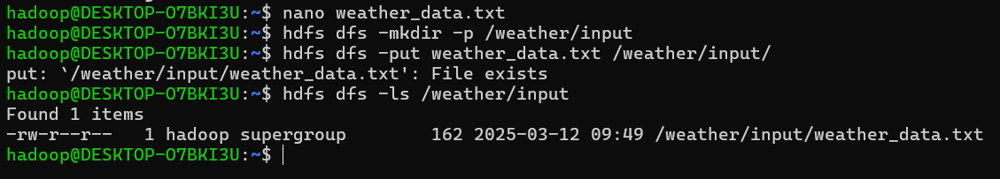 hadoop@DESKTOP-O7BKI3U:~$ nano weather_data.txt
hadoop@DESKTOP-O7BKI3U:~$ hdfs dfs -mkdir -p /weather/input
hadoop@DESKTOP-O7BKI3U:~$ hdfs dfs -put weather_data.txt /weather/input/
put: `/weather/input/weather_data.txt': File exists
hadoop@DESKTOP-O7BKI3U:~$ hdfs dfs -ls /weather/input
Found 1 items
-rw-r--r--   1 hadoop supergroup        162 2025-03-12 09:49 /weather/input/weather_data.txt
hadoop@DESKTOP-O7BKI3U:~$